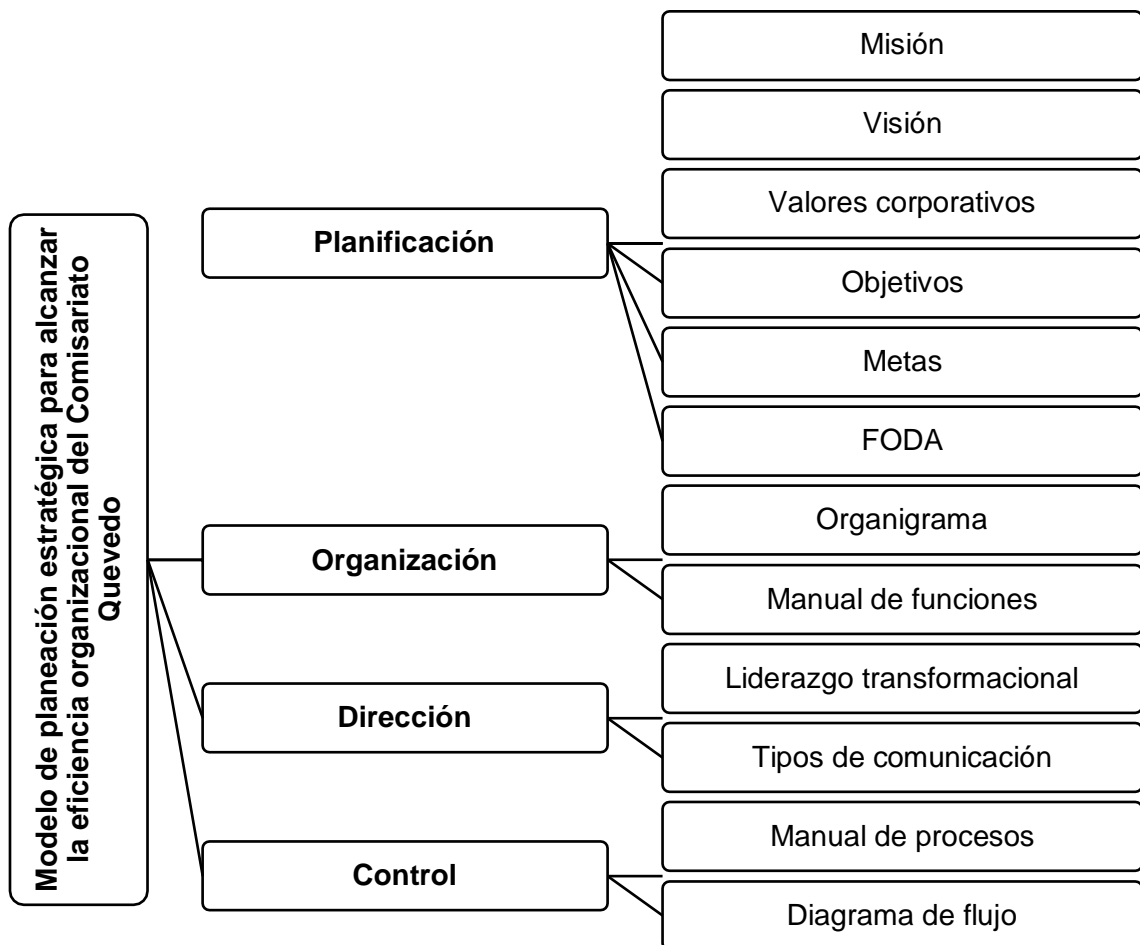 Modelo de planeación estratégica para alcanzar
la eficiencia organizacional del Comisariato
Quevedo
Planificación
Misión
Visión
Valores corporativos
Objetivos
Metas
FODA
Organización
Organigrama
Manual de funciones
Dirección
Liderazgo transformacional
Tipos de comunicación
Control
Manual de procesos
Diagrama de flujo